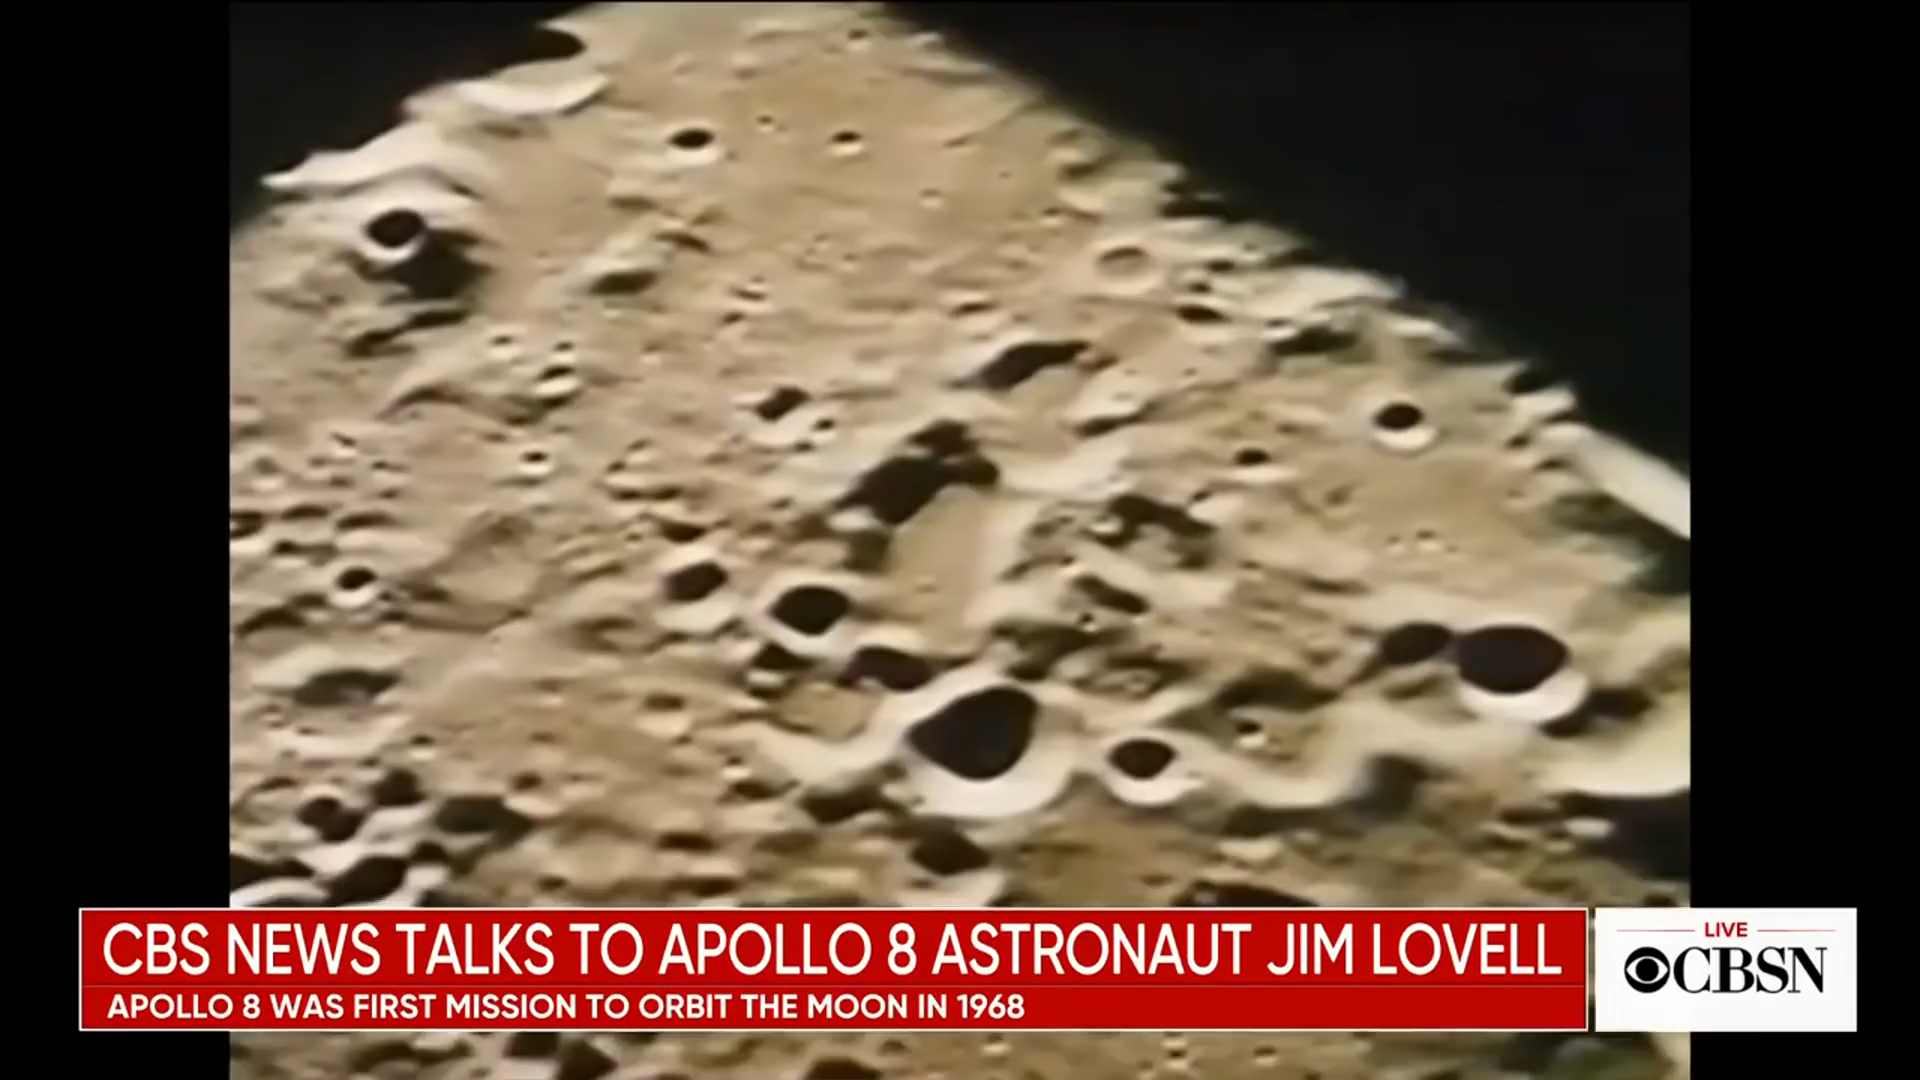 CBS NEWS TALKS TO APOLLO 8 ASTRONAUT JIM LOVELL
APOLLO 8 WAS FIRST MISSION TO ORBIT THE MOON IN 1968
LIVE
CBSN